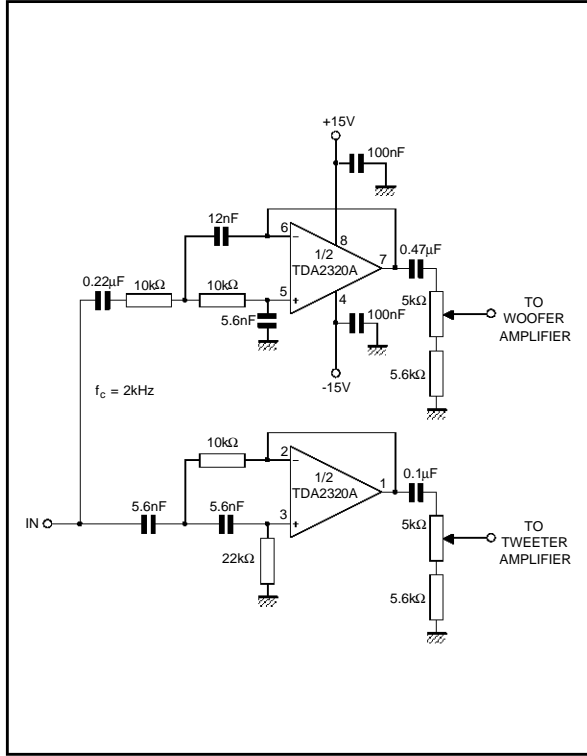 +15V
100nF
12nF
6
8
1/2
TDA2320A
7
0.47µF
0.22µF
10kΩ
10kΩ
5
5kΩ
TO
WOOFER
AMPLIFIER
5.6nF
4
100nF
5.6kΩ
-15V
fc = 2kHz
10kΩ
2
1/2
TDA2320A
1
0.1µF
5.6nF
5.6nF
3
5kΩ
TO
TWEETER
AMPLIFIER
IN
22kΩ
5.6kΩ